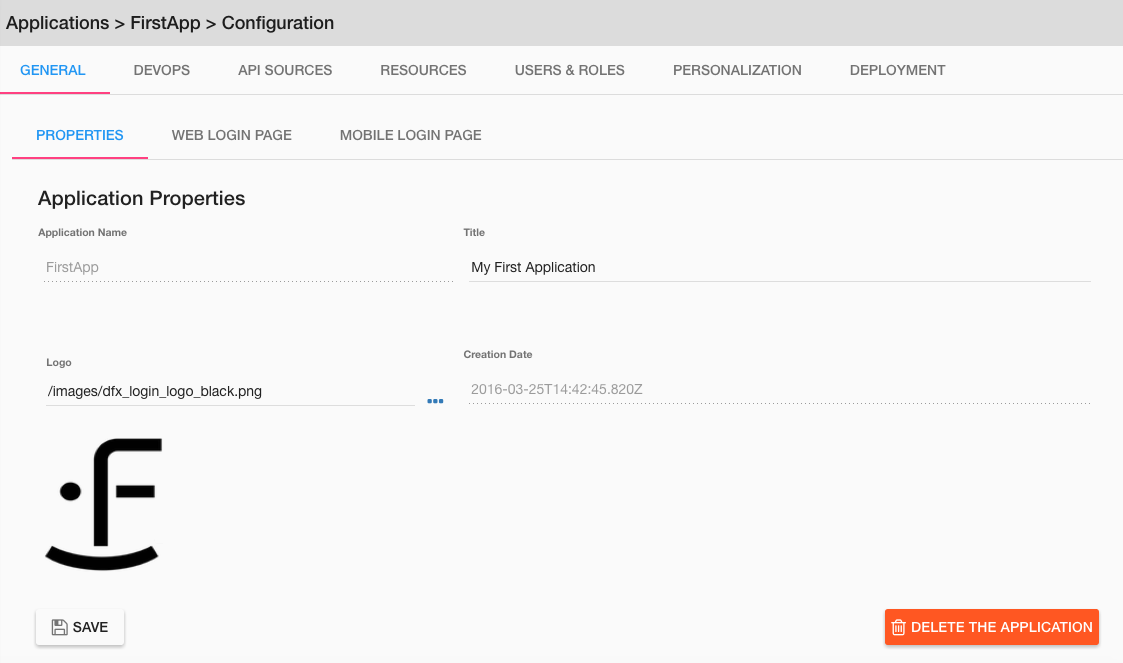 Applications > FirstApp > Configuration
GENERAL DEVOPS API SOURCES RESOURCES USERS & ROLES PERSONALIZATION DEPLOYMENT
PROPERTIES WEB LOGIN PAGE MOBILE LOGIN PAGE
Application Properties
Application Name Title
FirstApp My First Application
Logo Creation Date
/images/dfx_login_logo_black.png 2016-03-25T14:42:45.820Z
SAVE DELETE THE APPLICATION